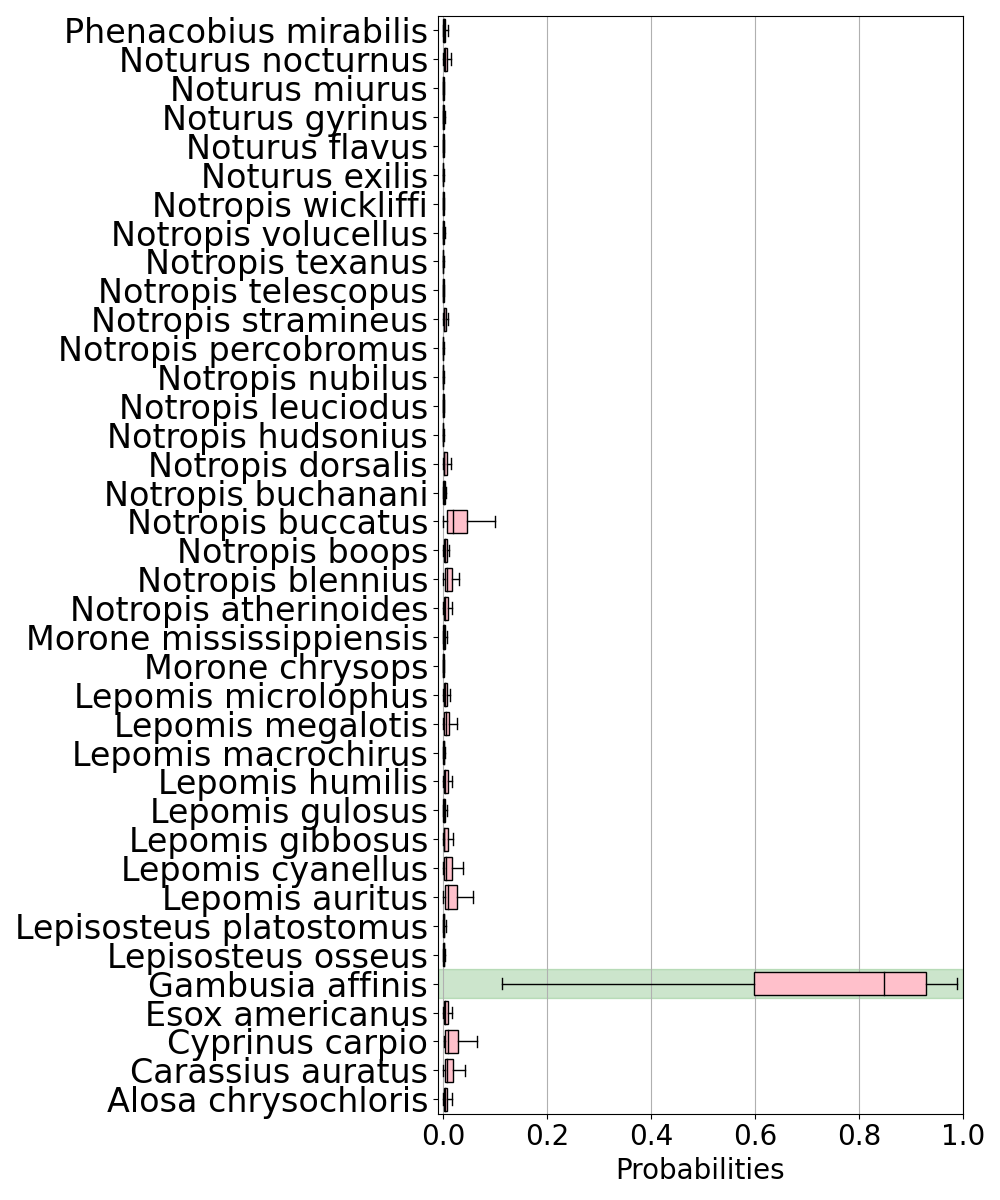 Phenacobius mirabilis
Noturus nocturnus
Noturus miurus
Noturus gyrinus
Noturus flavus
Noturus exilis
Notropis wickliffi
Notropis volucellus
Notropis texanus
Notropis telescopus
Notropis stramineus
Notropis percobromus
Notropis nubilus
Notropis leuciodus
Notropis hudsonius
Notropis dorsalis
Notropis buchanani
Notropis buccatus
Notropis boops
Notropis blennius
Notropis atherinoides
Morone mississippiensis
Morone chrysops
Lepomis microlophus
Lepomis megalotis
Lepomis macrochirus
Lepomis humilis
Lepomis gulosus
Lepomis gibbosus
Lepomis cyanellus
Lepomis auritus
Lepisosteus platostomus
Lepisosteus osseus
Gambusia affinis
Esox americanus
Cyprinus carpio
Carassius auratus
Alosa chrysochloris
0.0 0.2 0.4 0.6 0.8 1.0
Probabilities